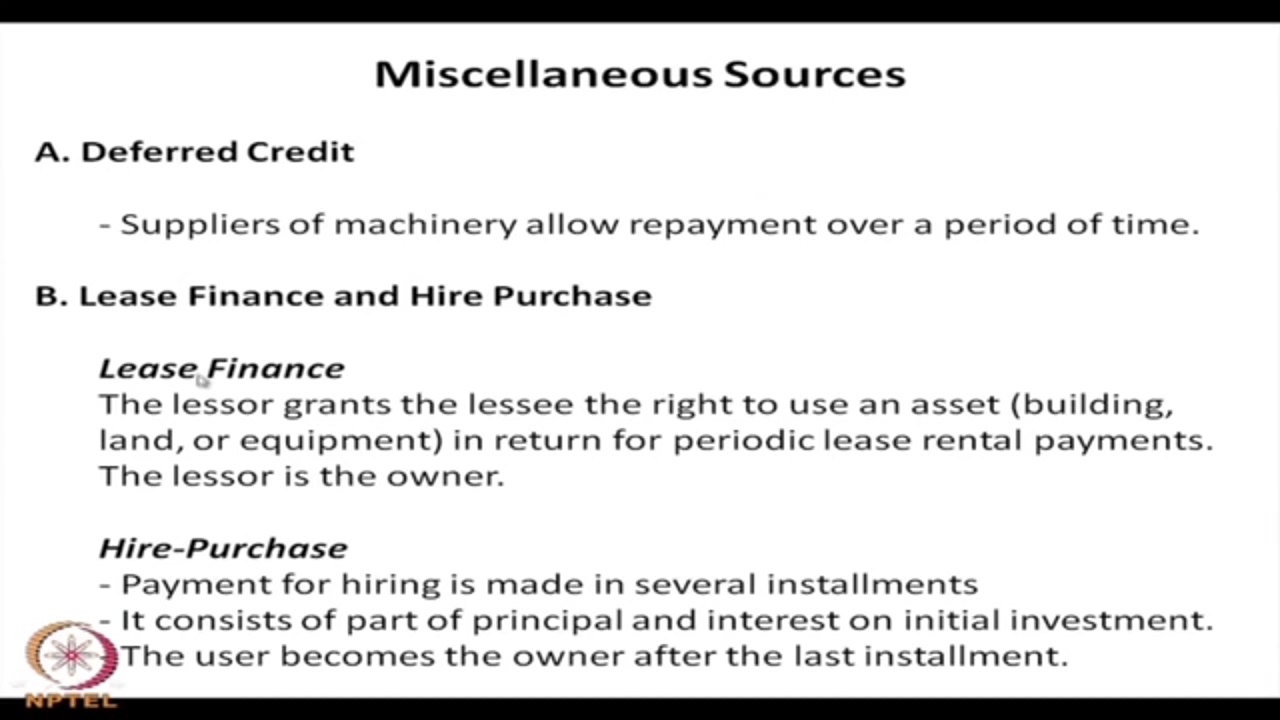 Miscellaneous Sources
A. Deferred Credit
- Suppliers of machinery allow repayment over a period of time.
B. Lease Finance and Hire Purchase
Lease Finance
The lessor grants the lessee the right to use an asset (building,
land, or equipment) in return for periodic lease rental payments.
The lessor is the owner.
Hire-Purchase
- Payment for hiring is made in several installments
- It consists of part of principal and interest on initial investment.
The user becomes the owner after the last installment.
NPTEL